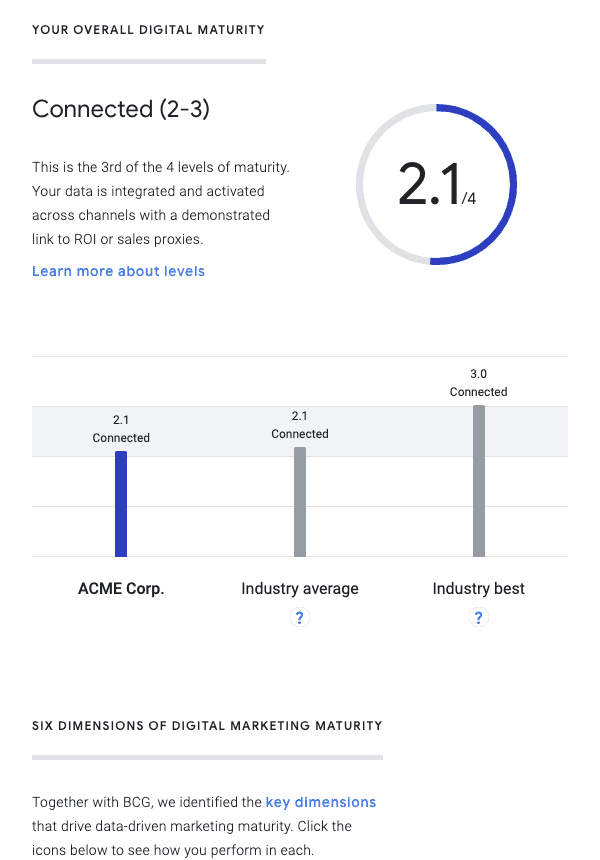 YOUR OVERALL DIGITAL MATURITY
Connected (2-3)
This is the 3rd of the 4 levels of maturity.
Your data is integrated and activated
across channels with a demonstrated
link to ROI or sales proxies.
Learn more about levels
2.1/4
2.1
Connected
2.1
Connected
3.0
Connected
ACME Corp.
Industry average
Industry best
?
?
SIX DIMENSIONS OF DIGITAL MARKETING MATURITY
Together with BCG, we identified the key dimensions
that drive data-driven marketing maturity. Click the
icons below to see how you perform in each.